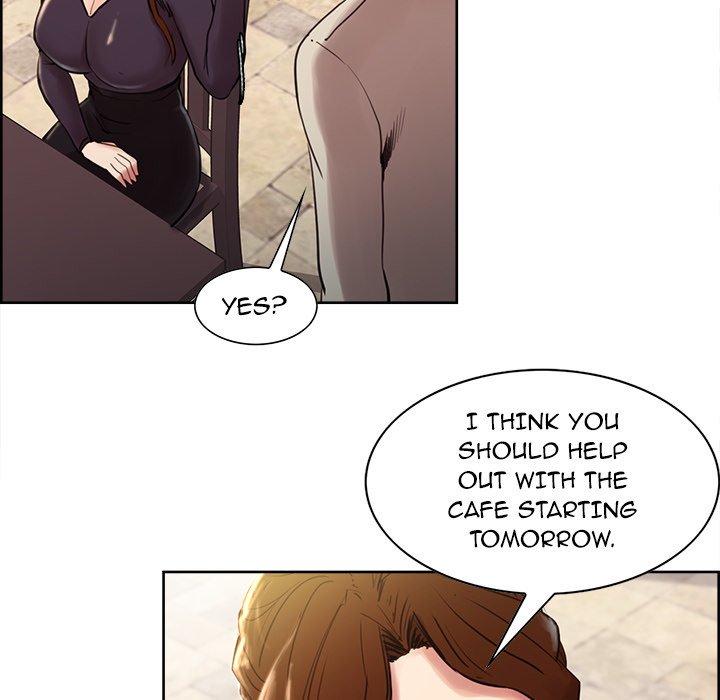 YES?
I THINK YOU
SHOULD HELP
OUT WITH THE
CAFE STARTING
TOMORROW.